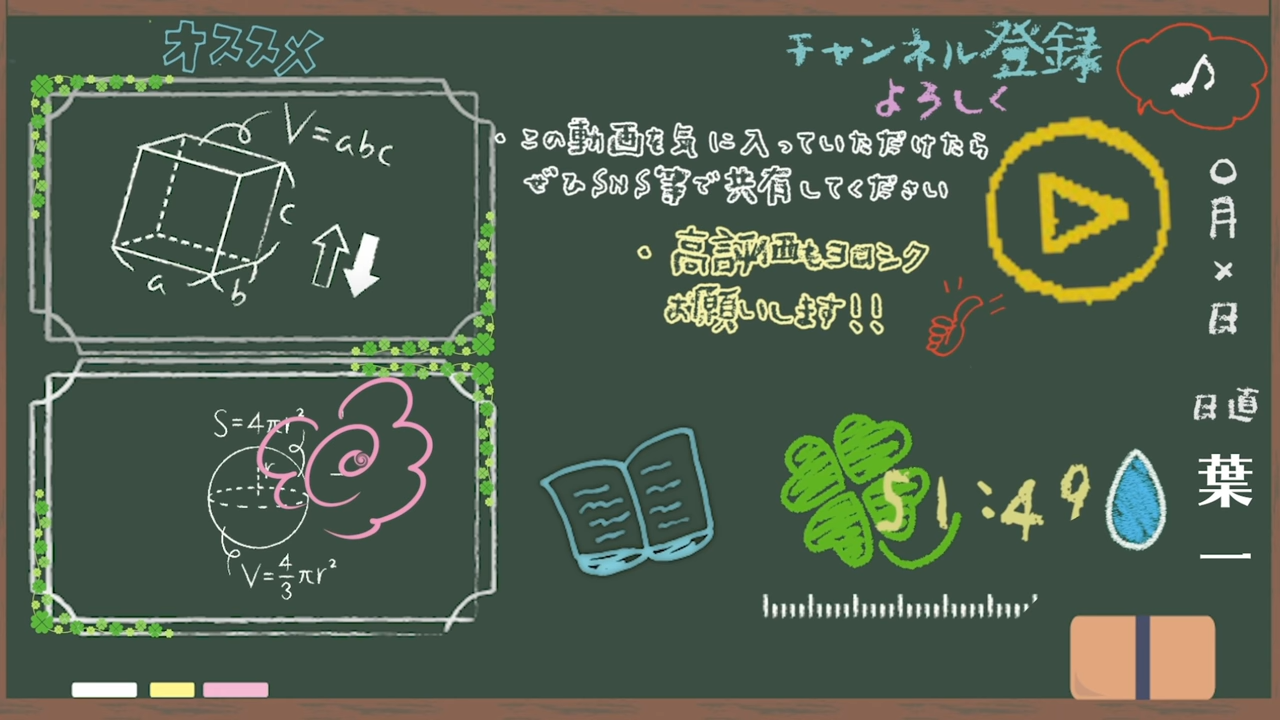 オススメ
チャンネル登録
よろしく
・この動画を気に入っていただけたら
ぜひSNS等で共有してください
・高評価もヨロシク
お願いします!!
V=abc
c
a
b
S=4πr²
r
V=4/3πr²
51:49
〇月×日
日直
葉一